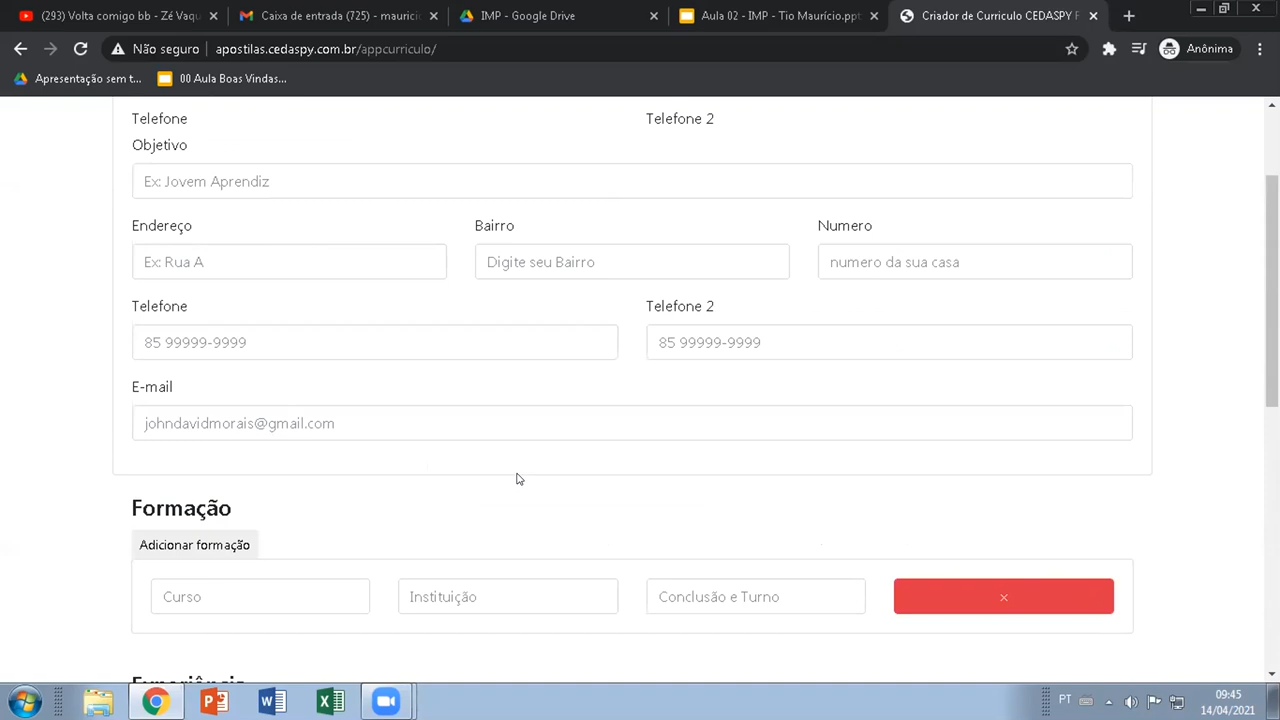 (293) Volta comigo bb - Zé Vaqu
Caixa de entrada (725) - mauricio
IMP - Google Drive
Aula 02 - IMP - Tio Maurício.ppt
Criador de Curriculo CEDASPY F
Não seguro
apostilas.cedaspy.com.br/appcurriculo/
Anônima
Apresentação sem t...
00 Aula Boas Vindas...
Telefone
Telefone 2
Objetivo
Ex: Jovem Aprendiz
Endereço
Bairro
Numero
Ex: Rua A
Digite seu Bairro
numero da sua casa
Telefone
Telefone 2
85 99999-9999
85 99999-9999
E-mail
johndavidmorais@gmail.com
Formação
Adicionar formação
Curso
Instituição
Conclusão e Turno
×
Experiência
PT
09:45
14/04/2021